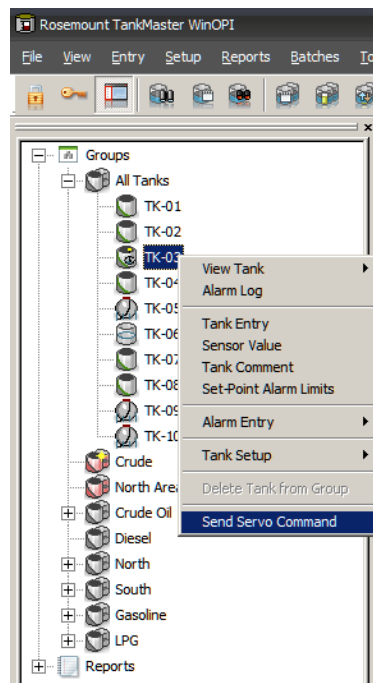 Rosemount TankMaster WinOPI
File View Entry Setup Reports Batches
Groups
All Tanks
TK-01
TK-02
TK-03
TK-04
TK-05
TK-06
TK-07
TK-08
TK-09
TK-10
Crude
North Area
Crude Oil
Diesel
North
South
Gasoline
LPG
Reports
View Tank
Alarm Log
Tank Entry
Sensor Value
Tank Comment
Set-Point Alarm Limits
Alarm Entry
Tank Setup
Delete Tank from Group
Send Servo Command